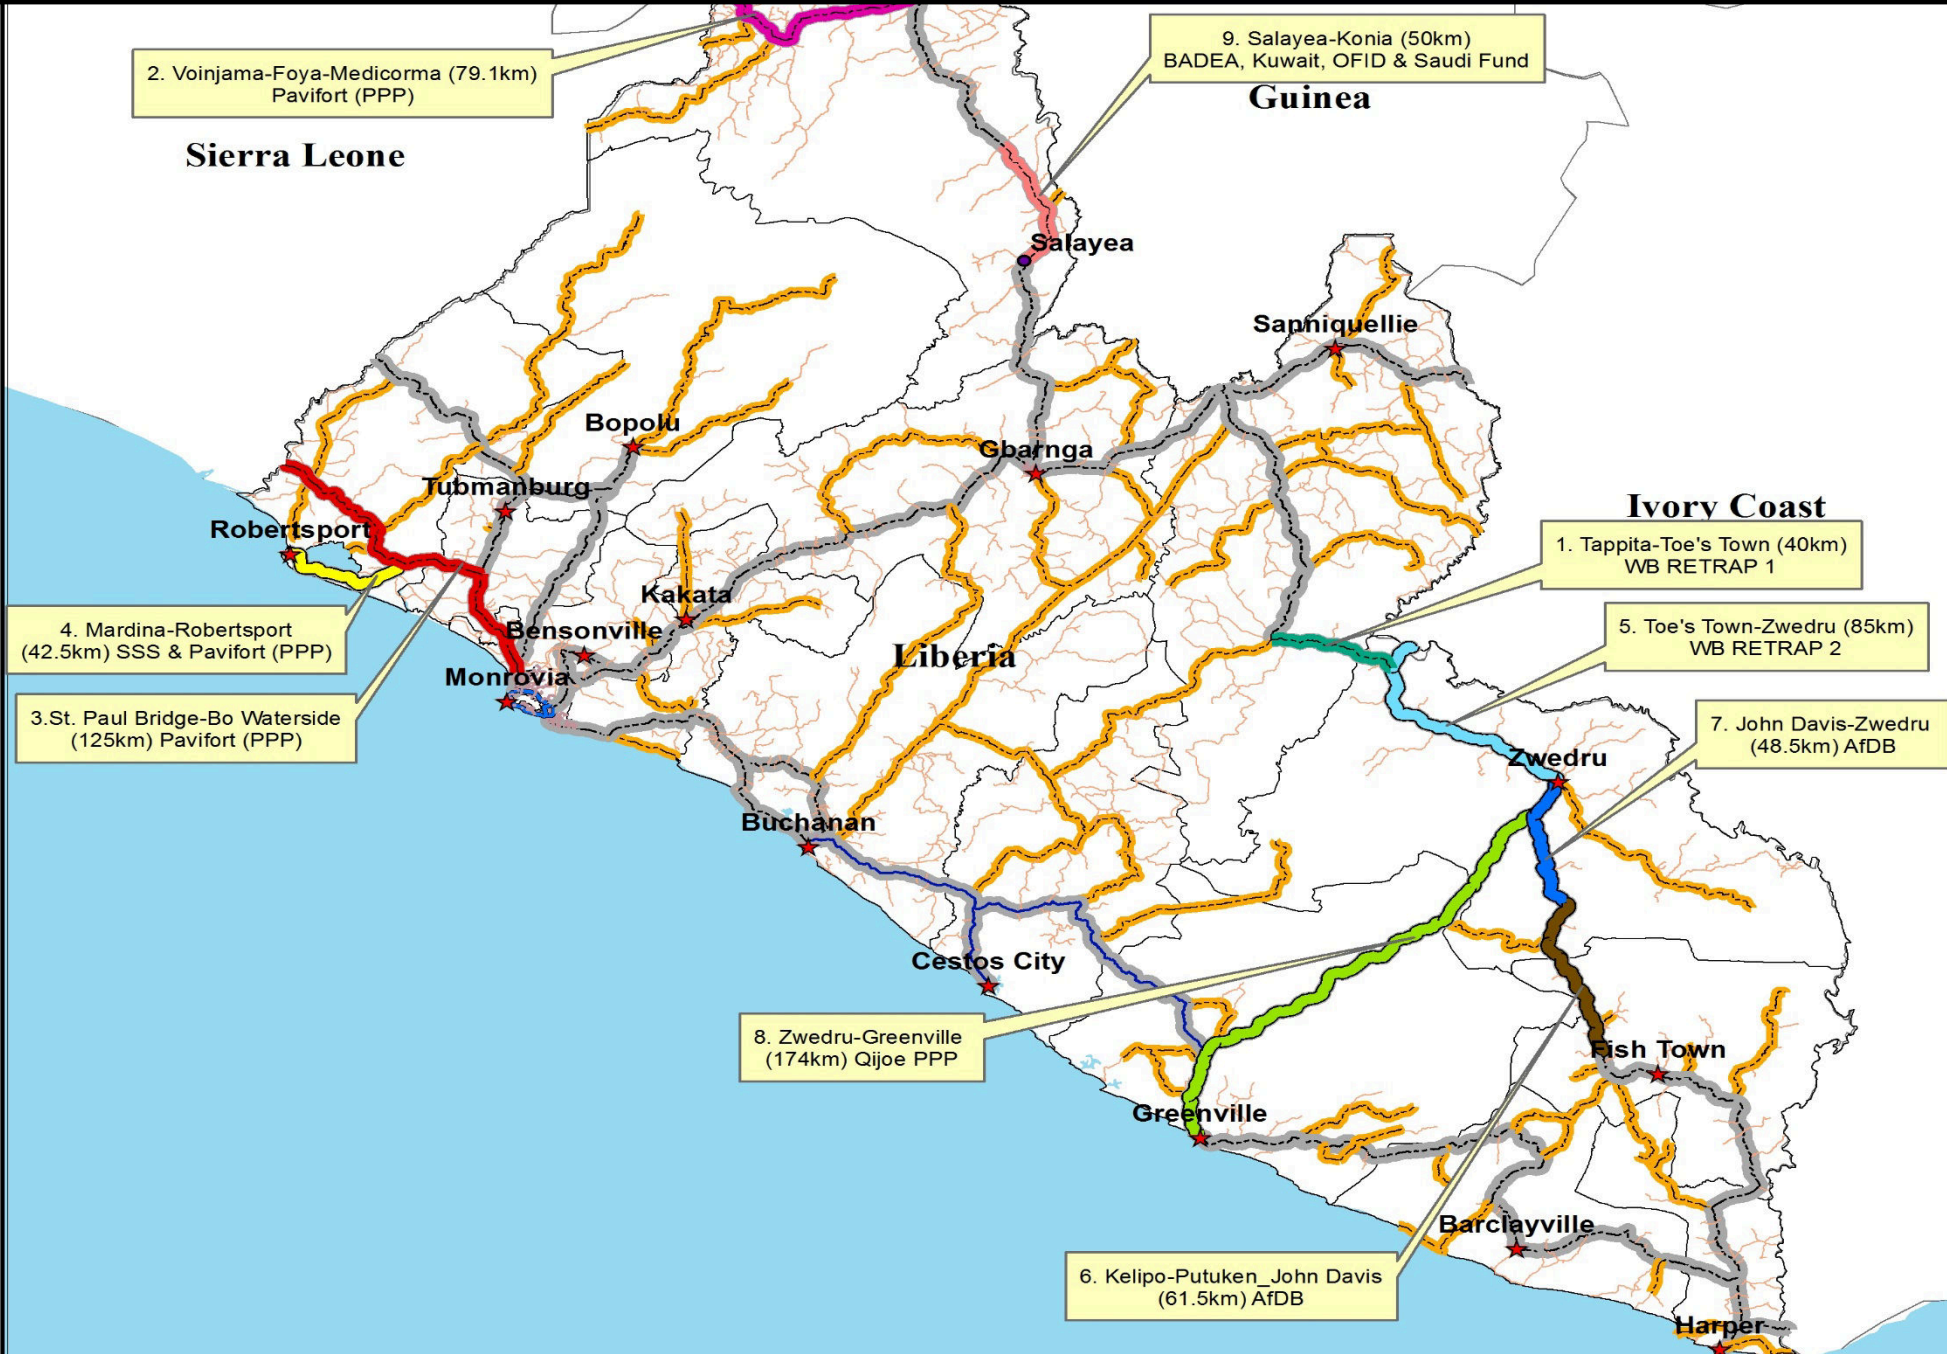 2. Voinjama-Foya-Medicorma (79.1km)
Pavifort (PPP)
9. Salayea-Konia (50km)
BADEA, Kuwait, OFID & Saudi Fund
Guinea
Sierra Leone
Salayea
Sanniquellie
Bopolu
Gbarnga
Tubmanburg
Ivory Coast
Robertsport
1. Tappita-Toe's Town (40km)
WB RETRAP 1
Kakata
4. Mardina-Robertsport
(42.5km) SSS & Pavifort (PPP)
Bensonville
Liberia
5. Toe's Town-Zwedru (85km)
WB RETRAP 2
Monrovia
3.St. Paul Bridge-Bo Waterside
(125km) Pavifort (PPP)
7. John Davis-Zwedru
(48.5km) AfDB
Zwedru
Buchanan
Cestos City
8. Zwedru-Greenville
(174km) Qijoe PPP
Fish Town
Greenville
Barclayville
6. Kelipo-Putuken_John Davis
(61.5km) AfDB
Harper